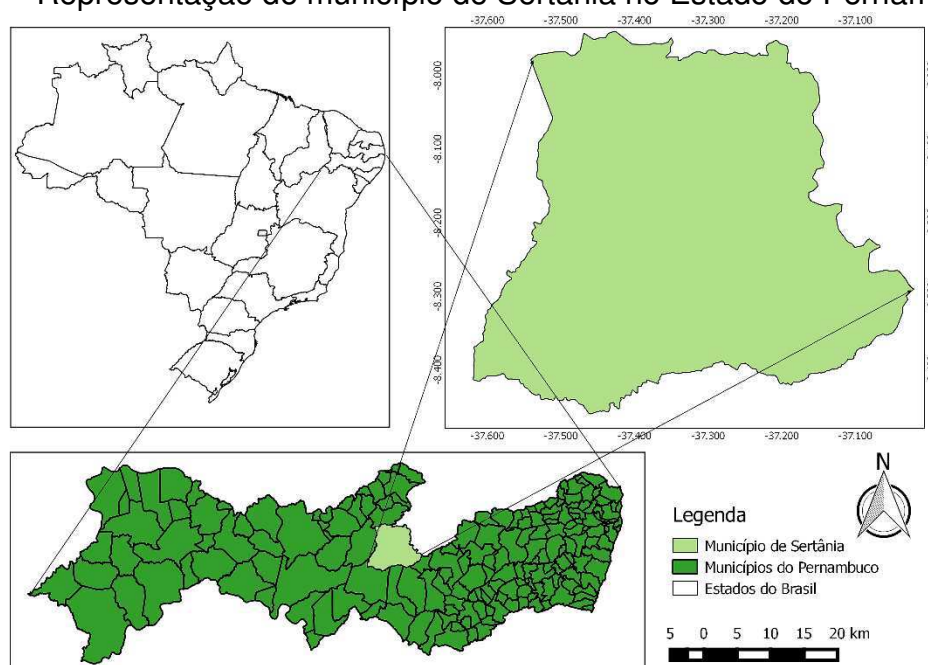 Representação do município de Sertânia no Estado de Pernam
-37.600 -37.500 -37.400 -37.300 -37.200 -37.100
-8.000
-8.100
-8.200
-8.300
-8.400
-37.600 -37.500 -37.400 -37.300 -37.200 -37.100
N
Legenda
Município de Sertânia
Municípios do Pernambuco
Estados do Brasil
5 0 5 10 15 20 km